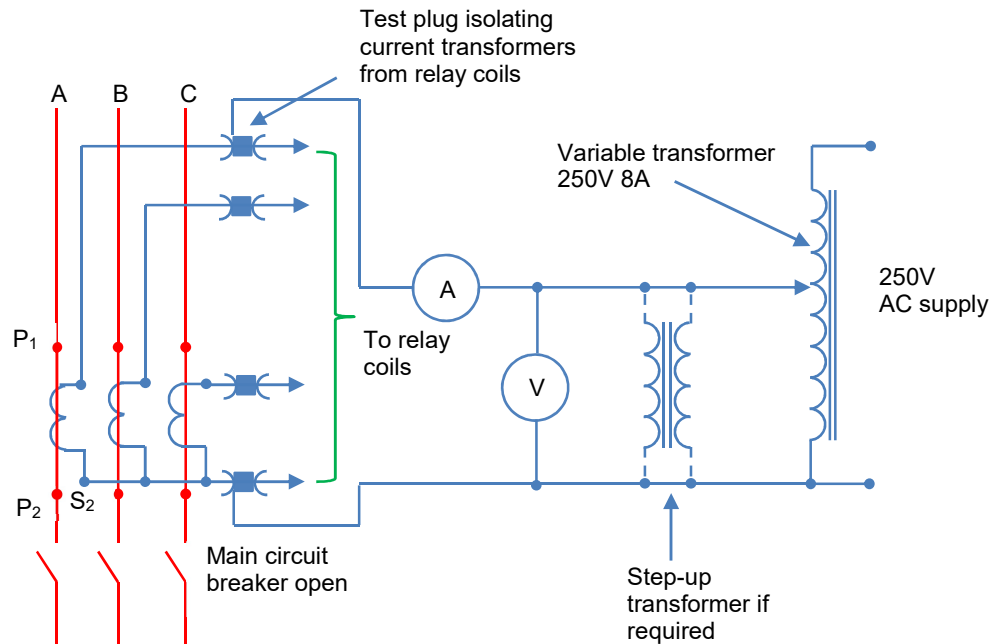 Test plug isolating
current transformers
from relay coils
A
B
C
Variable transformer
250V 8A
250V
AC supply
A
To relay
coils
P₁
V
P₂
S₂
Main circuit
breaker open
Step-up
transformer if
required